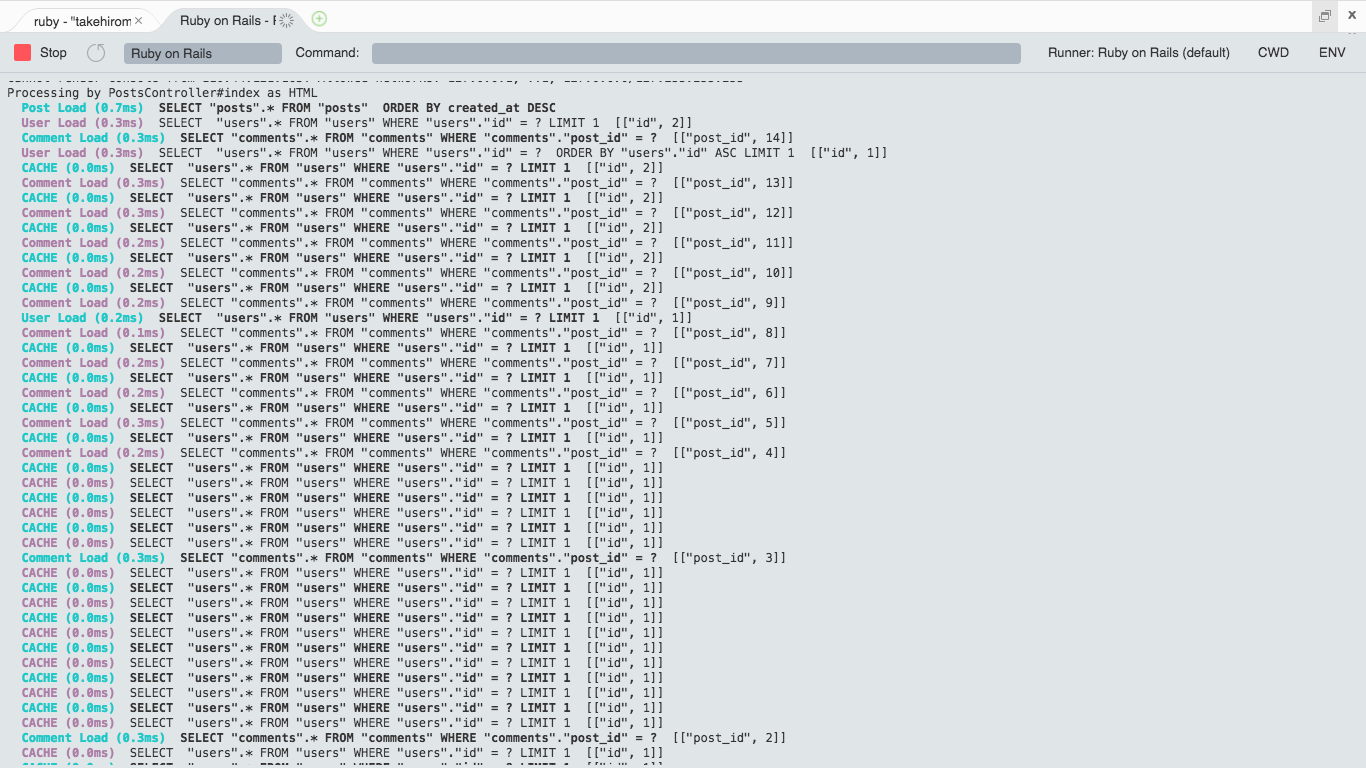 ruby - "takehirom ×
Ruby on Rails - F
Stop
Ruby on Rails
Command:
Runner: Ruby on Rails (default)
CWD
ENV
Processing by PostsController#index as HTML
Post Load (0.7ms)  SELECT "posts".* FROM "posts"  ORDER BY created_at DESC
User Load (0.3ms)  SELECT  "users".* FROM "users" WHERE "users"."id" = ? LIMIT 1  [["id", 2]]
Comment Load (0.3ms)  SELECT "comments".* FROM "comments" WHERE "comments"."post_id" = ?  [["post_id", 14]]
User Load (0.3ms)  SELECT  "users".* FROM "users" WHERE "users"."id" = ?  ORDER BY "users"."id" ASC LIMIT 1  [["id", 1]]
CACHE (0.0ms)  SELECT  "users".* FROM "users" WHERE "users"."id" = ? LIMIT 1  [["id", 2]]
Comment Load (0.3ms)  SELECT "comments".* FROM "comments" WHERE "comments"."post_id" = ?  [["post_id", 13]]
CACHE (0.0ms)  SELECT  "users".* FROM "users" WHERE "users"."id" = ? LIMIT 1  [["id", 2]]
Comment Load (0.3ms)  SELECT "comments".* FROM "comments" WHERE "comments"."post_id" = ?  [["post_id", 12]]
CACHE (0.0ms)  SELECT  "users".* FROM "users" WHERE "users"."id" = ? LIMIT 1  [["id", 2]]
Comment Load (0.2ms)  SELECT "comments".* FROM "comments" WHERE "comments"."post_id" = ?  [["post_id", 11]]
CACHE (0.0ms)  SELECT  "users".* FROM "users" WHERE "users"."id" = ? LIMIT 1  [["id", 2]]
Comment Load (0.2ms)  SELECT "comments".* FROM "comments" WHERE "comments"."post_id" = ?  [["post_id", 10]]
CACHE (0.0ms)  SELECT  "users".* FROM "users" WHERE "users"."id" = ? LIMIT 1  [["id", 2]]
Comment Load (0.2ms)  SELECT "comments".* FROM "comments" WHERE "comments"."post_id" = ?  [["post_id", 9]]
User Load (0.2ms)  SELECT  "users".* FROM "users" WHERE "users"."id" = ? LIMIT 1  [["id", 1]]
Comment Load (0.1ms)  SELECT "comments".* FROM "comments" WHERE "comments"."post_id" = ?  [["post_id", 8]]
CACHE (0.0ms)  SELECT  "users".* FROM "users" WHERE "users"."id" = ? LIMIT 1  [["id", 1]]
Comment Load (0.2ms)  SELECT "comments".* FROM "comments" WHERE "comments"."post_id" = ?  [["post_id", 7]]
CACHE (0.0ms)  SELECT  "users".* FROM "users" WHERE "users"."id" = ? LIMIT 1  [["id", 1]]
Comment Load (0.2ms)  SELECT "comments".* FROM "comments" WHERE "comments"."post_id" = ?  [["post_id", 6]]
CACHE (0.0ms)  SELECT  "users".* FROM "users" WHERE "users"."id" = ? LIMIT 1  [["id", 1]]
Comment Load (0.3ms)  SELECT "comments".* FROM "comments" WHERE "comments"."post_id" = ?  [["post_id", 5]]
CACHE (0.0ms)  SELECT  "users".* FROM "users" WHERE "users"."id" = ? LIMIT 1  [["id", 1]]
Comment Load (0.2ms)  SELECT "comments".* FROM "comments" WHERE "comments"."post_id" = ?  [["post_id", 4]]
CACHE (0.0ms)  SELECT  "users".* FROM "users" WHERE "users"."id" = ? LIMIT 1  [["id", 1]]
CACHE (0.0ms)  SELECT  "users".* FROM "users" WHERE "users"."id" = ? LIMIT 1  [["id", 1]]
CACHE (0.0ms)  SELECT  "users".* FROM "users" WHERE "users"."id" = ? LIMIT 1  [["id", 1]]
CACHE (0.0ms)  SELECT  "users".* FROM "users" WHERE "users"."id" = ? LIMIT 1  [["id", 1]]
CACHE (0.0ms)  SELECT  "users".* FROM "users" WHERE "users"."id" = ? LIMIT 1  [["id", 1]]
CACHE (0.0ms)  SELECT  "users".* FROM "users" WHERE "users"."id" = ? LIMIT 1  [["id", 1]]
Comment Load (0.3ms)  SELECT "comments".* FROM "comments" WHERE "comments"."post_id" = ?  [["post_id", 3]]
CACHE (0.0ms)  SELECT  "users".* FROM "users" WHERE "users"."id" = ? LIMIT 1  [["id", 1]]
CACHE (0.0ms)  SELECT  "users".* FROM "users" WHERE "users"."id" = ? LIMIT 1  [["id", 1]]
CACHE (0.0ms)  SELECT  "users".* FROM "users" WHERE "users"."id" = ? LIMIT 1  [["id", 1]]
CACHE (0.0ms)  SELECT  "users".* FROM "users" WHERE "users"."id" = ? LIMIT 1  [["id", 1]]
CACHE (0.0ms)  SELECT  "users".* FROM "users" WHERE "users"."id" = ? LIMIT 1  [["id", 1]]
CACHE (0.0ms)  SELECT  "users".* FROM "users" WHERE "users"."id" = ? LIMIT 1  [["id", 1]]
CACHE (0.0ms)  SELECT  "users".* FROM "users" WHERE "users"."id" = ? LIMIT 1  [["id", 1]]
CACHE (0.0ms)  SELECT  "users".* FROM "users" WHERE "users"."id" = ? LIMIT 1  [["id", 1]]
CACHE (0.0ms)  SELECT  "users".* FROM "users" WHERE "users"."id" = ? LIMIT 1  [["id", 1]]
CACHE (0.0ms)  SELECT  "users".* FROM "users" WHERE "users"."id" = ? LIMIT 1  [["id", 1]]
CACHE (0.0ms)  SELECT  "users".* FROM "users" WHERE "users"."id" = ? LIMIT 1  [["id", 1]]
Comment Load (0.3ms)  SELECT "comments".* FROM "comments" WHERE "comments"."post_id" = ?  [["post_id", 2]]
CACHE (0.0ms)  SELECT  "users".* FROM "users" WHERE "users"."id" = ? LIMIT 1  [["id", 1]]